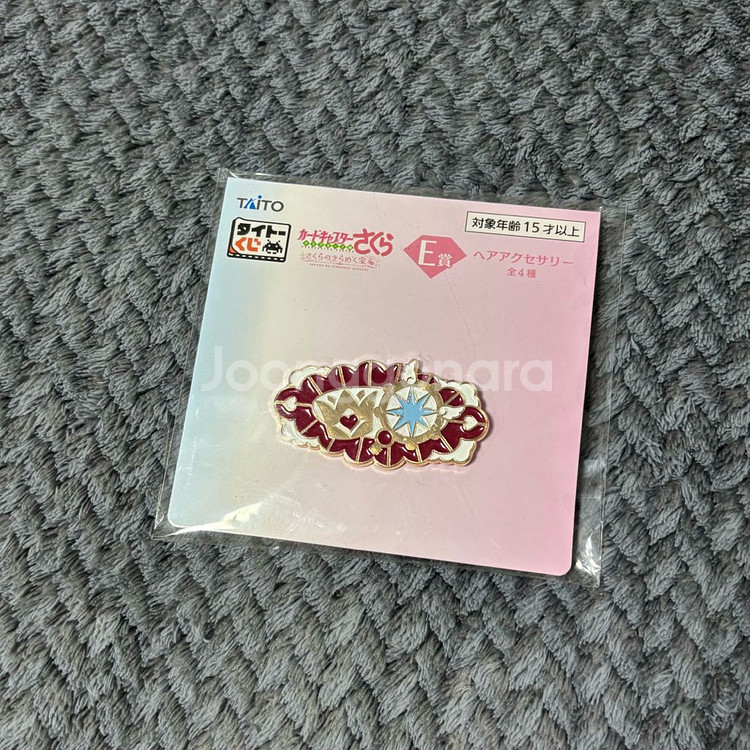 TAITO
タイトー
くじ
カードキャプターさくら
さくらのきらめく宝石
E賞
対象年齢15才以上
ヘアアクセサリー
全4種
Joonggonara